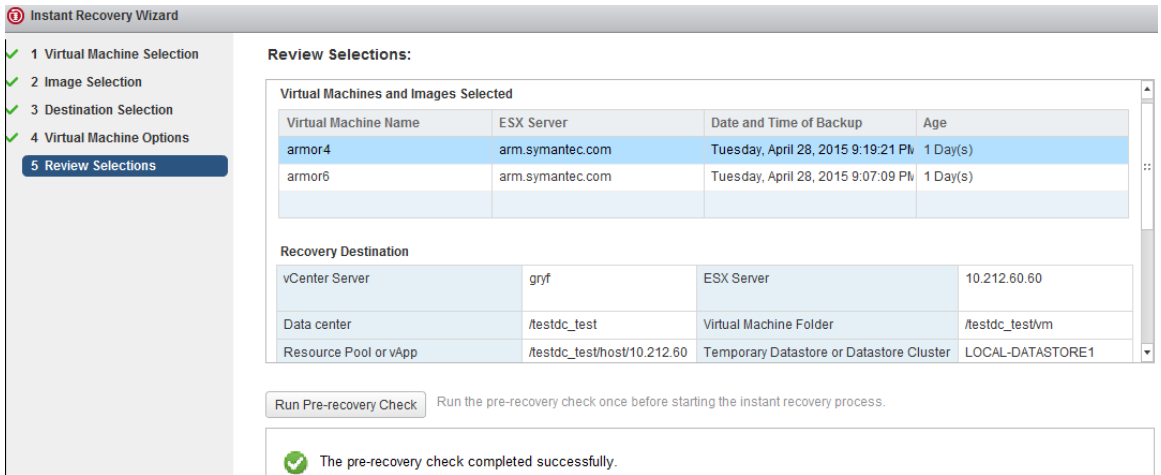 Instant Recovery Wizard
1 Virtual Machine Selection
2 Image Selection
3 Destination Selection
4 Virtual Machine Options
5 Review Selections
Review Selections:
Virtual Machines and Images Selected
Virtual Machine Name ESX Server Date and Time of Backup Age
armor4 arm.symantec.com Tuesday, April 28, 2015 9:19:21 PM 1 Day(s)
armor6 arm.symantec.com Tuesday, April 28, 2015 9:07:09 PM 1 Day(s)
Recovery Destination
vCenter Server gryf ESX Server 10.212.60.60
Data center /testdc_test Virtual Machine Folder /testdc_test/vm
Resource Pool or vApp /testdc_test/host/10.212.60 Temporary Datastore or Datastore Cluster LOCAL-DATASTORE1
Run Pre-recovery Check Run the pre-recovery check once before starting the instant recovery process.
The pre-recovery check completed successfully.